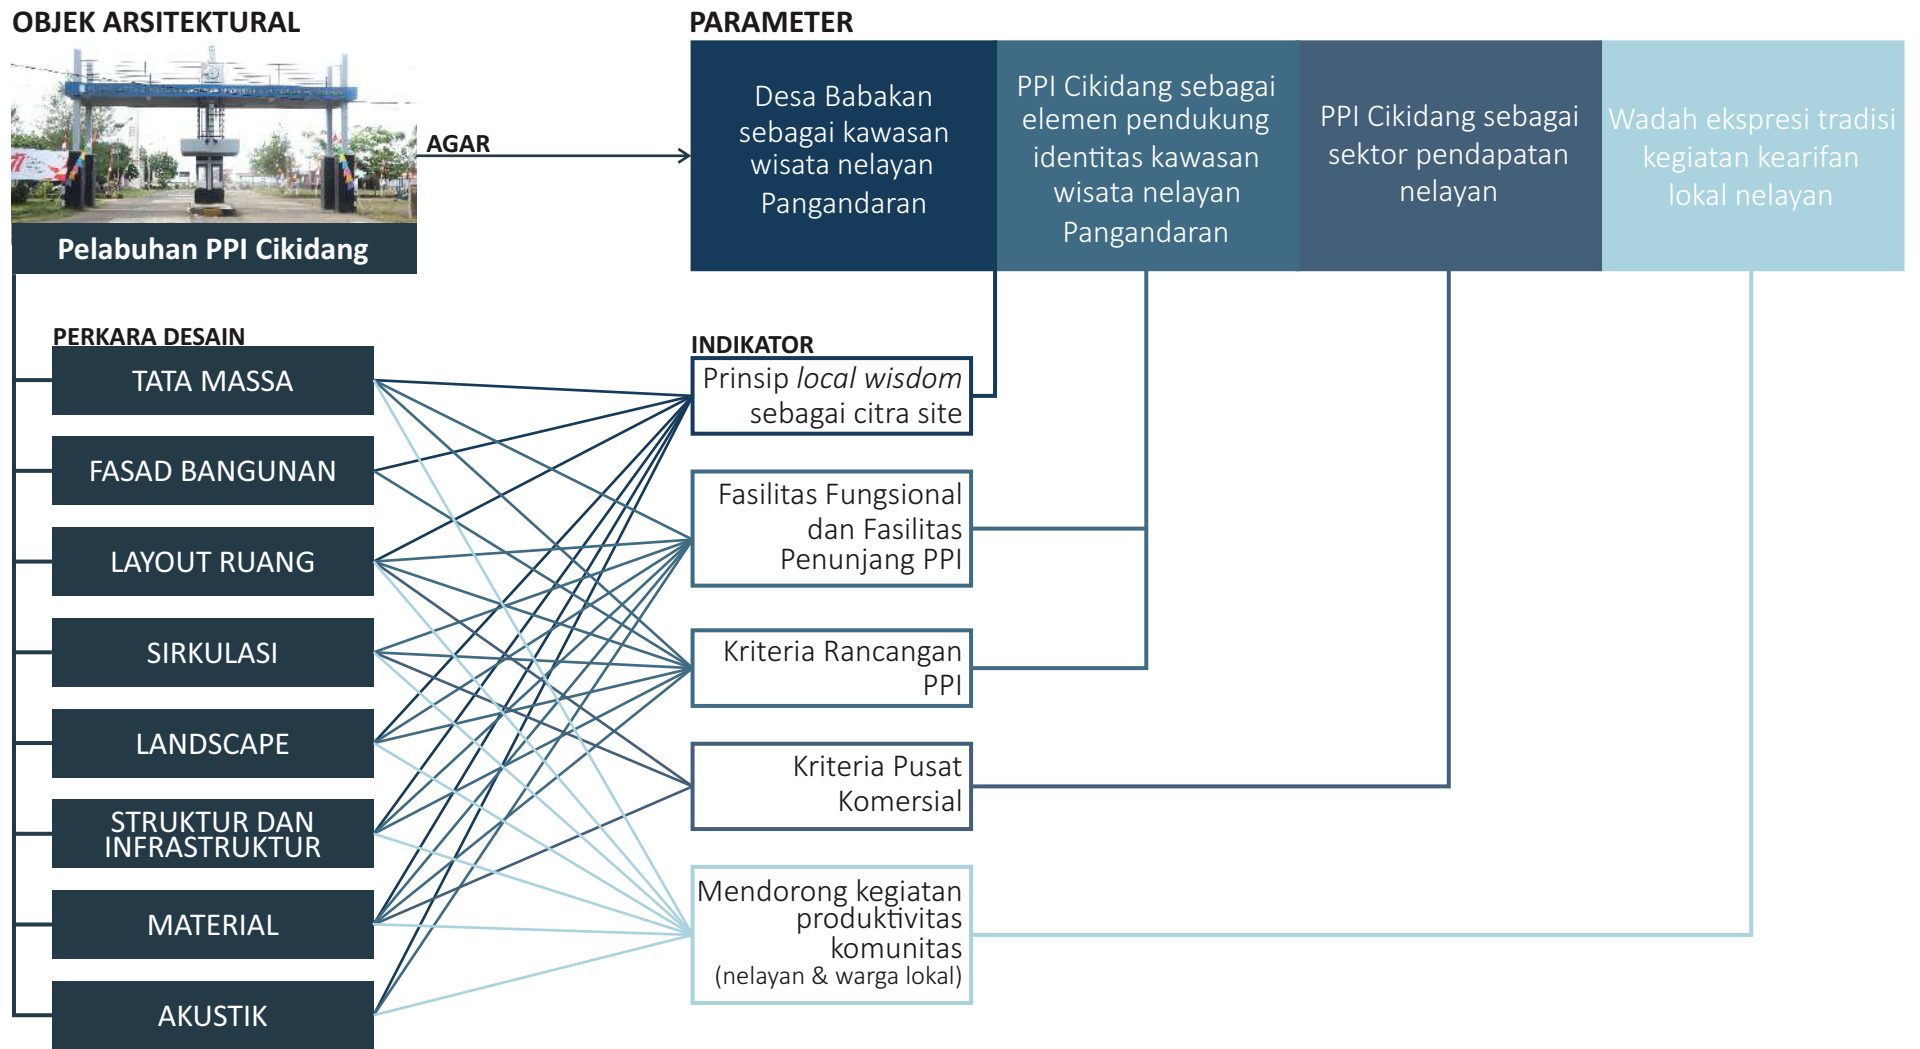 OBJEK ARSITEKTURAL
PARAMETER
Desa Babakan
sebagai kawasan
wisata nelayan
Pangandaran
PPI Cikidang sebagai
elemen pendukung
identitas kawasan
wisata nelayan
Pangandaran
PPI Cikidang sebagai
sektor pendapatan
nelayan
Wadah ekspresi tradisi
kegiatan kearifan
lokal nelayan
AGAR
Pelabuhan PPI Cikidang
PERKARA DESAIN
TATA MASSA
FASAD BANGUNAN
LAYOUT RUANG
SIRKULASI
LANDSCAPE
STRUKTUR DAN
INFRASTRUKTUR
MATERIAL
AKUSTIK
INDIKATOR
Prinsip local wisdom
sebagai citra site
Fasilitas Fungsional
dan Fasilitas
Penunjang PPI
Kriteria Rancangan
PPI
Kriteria Pusat
Komersial
Mendorong kegiatan
produktivitas
komunitas
(nelayan & warga lokal)